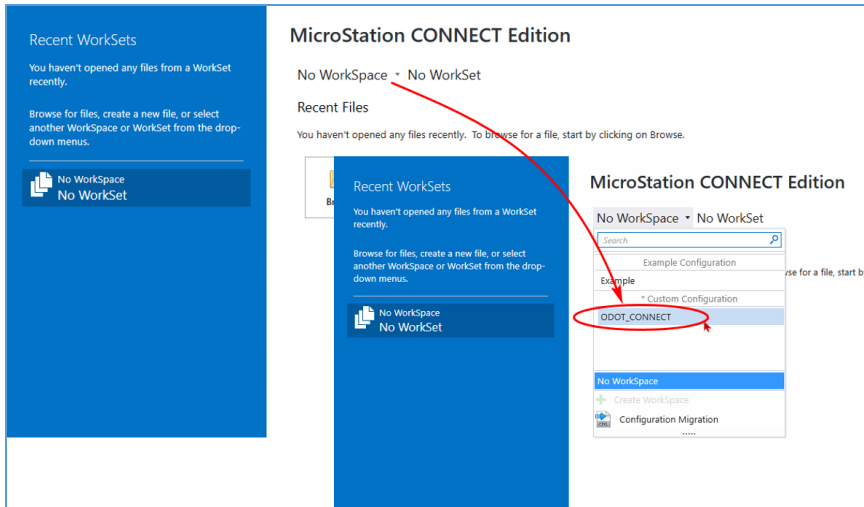 Recent WorkSets
You haven't opened any files from a WorkSet
recently.
Browse for files, create a new file, or select
another WorkSpace or WorkSet from the drop-
down menus.
No WorkSpace
No WorkSet
MicroStation CONNECT Edition
No WorkSpace No WorkSet
Recent Files
You haven't opened any files recently. To browse for a file, start by clicking on Browse.
Recent WorkSets
You haven't opened any files from a WorkSet
recently.
Browse for files, create a new file, or select
another WorkSpace or WorkSet from the drop-
down menus.
No WorkSpace
No WorkSet
MicroStation CONNECT Edition
No WorkSpace No WorkSet
Search
Example Configuration
for a file, start
Example
* Custom Configuration
ODOT_CONNECT
No WorkSpace
Create WorkSpace
Configuration Migration
.....